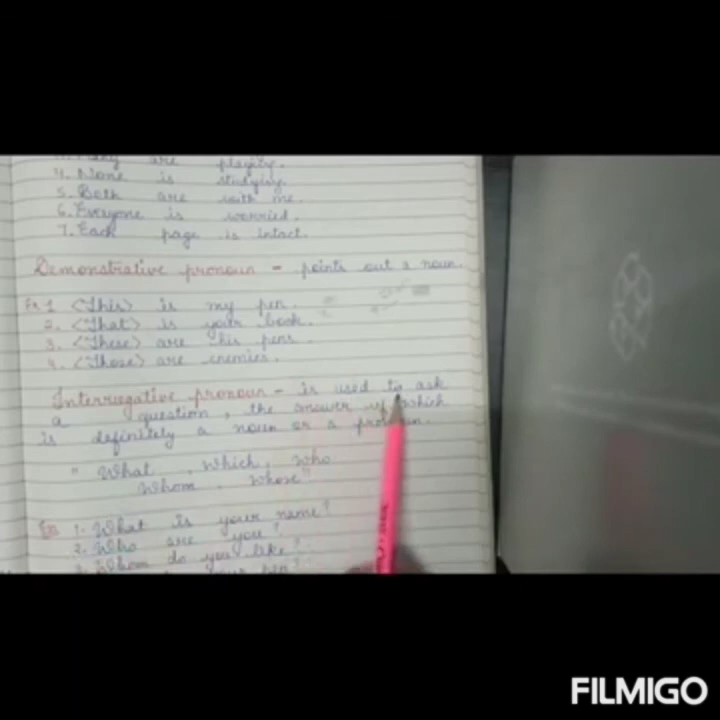 are playing.
4. None is studying.
5. Both are with me.
6. Everyone is worried.
7. Each page is intact.
Demonstrative pronoun - points out a noun.
Ex 1. <This> is my pen.
2. <That> is your book.
3. <These> are his pens.
4. <Those> are enemies.
Interrogative pronoun - is used to ask
a question, the answer of which
is definitely a noun or a pronoun.
" What, Which, Who
Whom, Whose"
Ex 1. What is your name?
2. Who are you?
3. Whom do you like?
your pen?
FILMIGO